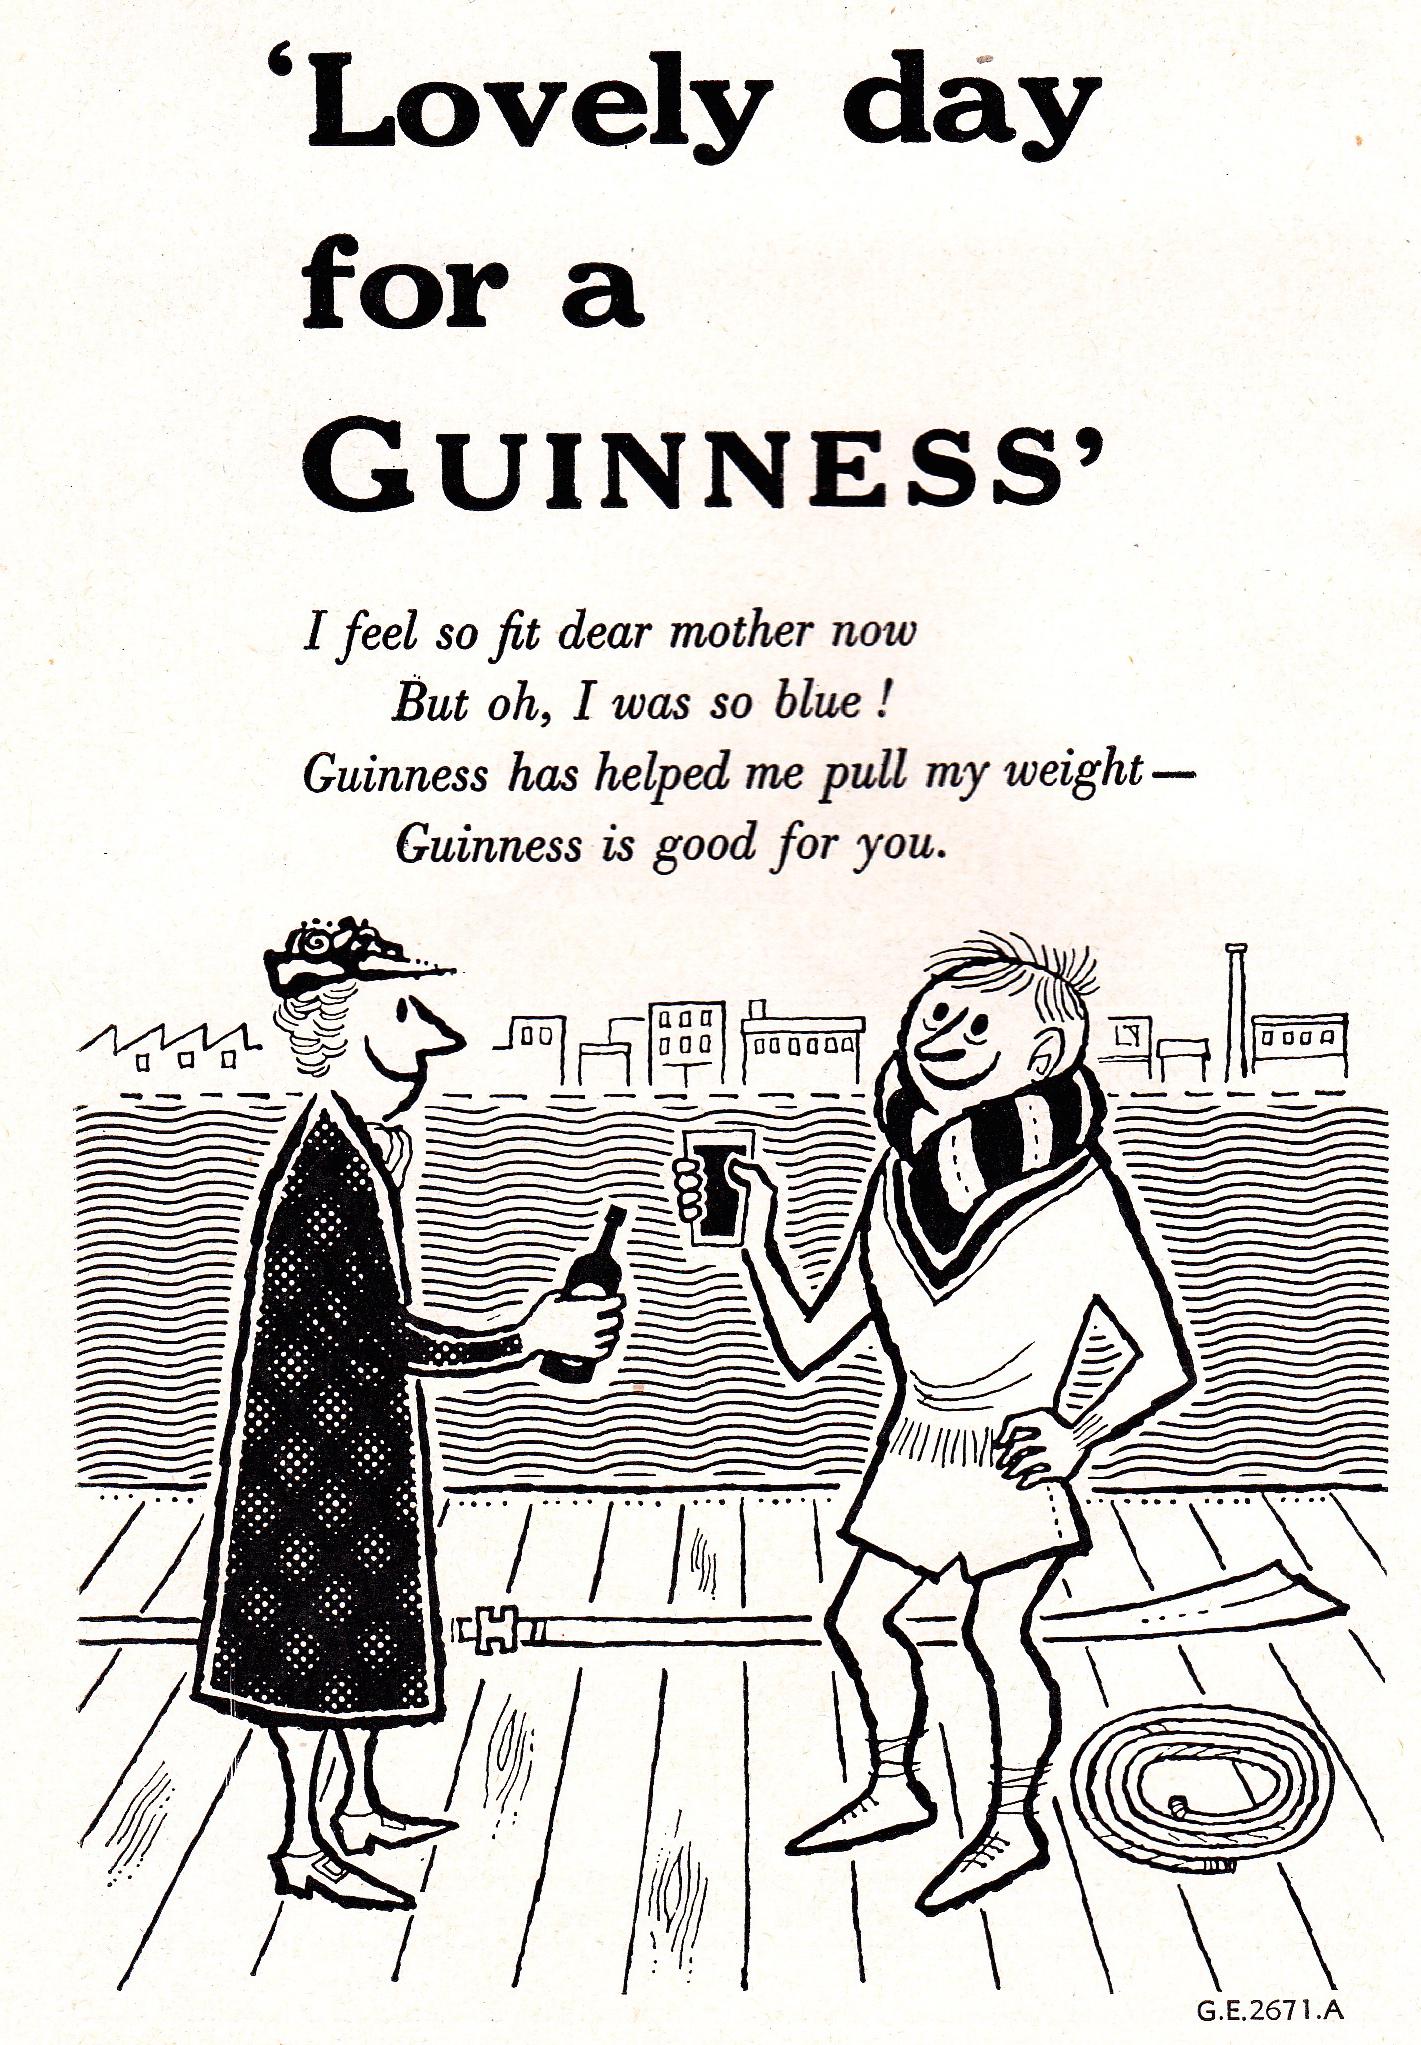 ‘Lovely day
for a
GUINNESS’
I feel so fit dear mother now
But oh, I was so blue !
Guinness has helped me pull my weight—
Guinness is good for you.
G.E.2671.A